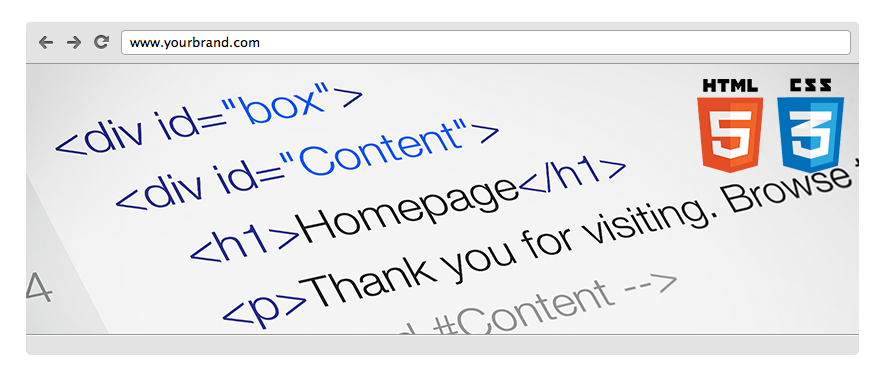 www.yourbrand.com
HTML CSS
5 3
<div id="box">
<div id="Content">
<h1>Homepage</h1>
<p>Thank you for visiting. Browse
4
#Content -->